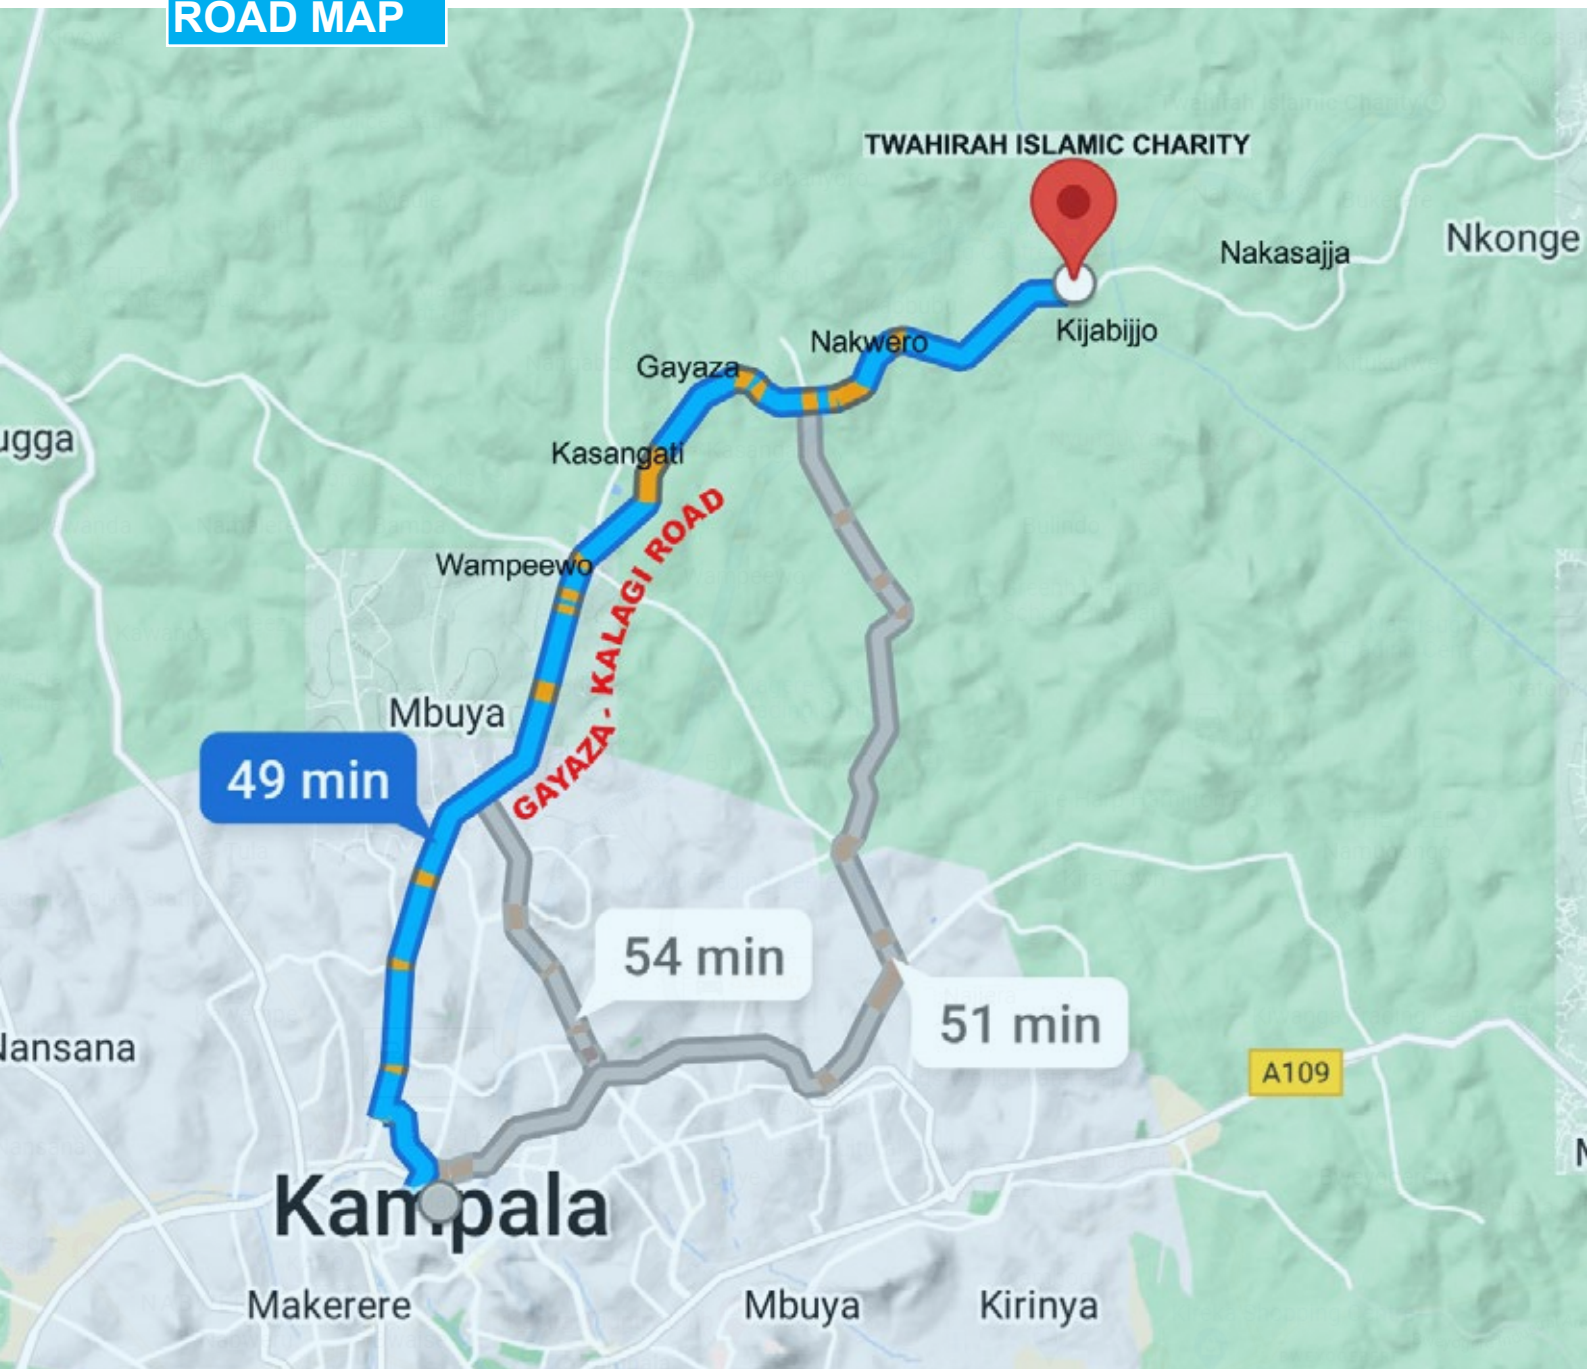 ROAD MAP
TWAHIRAH ISLAMIC CHARITY
Nkonge
Nakasajja
Kijabijjo
Nakwero
Gayaza
ugga
Kasangati
GAYAZA - KALAGI ROAD
Wampeewo
Mbuya
49 min
54 min
51 min
Nansana
A109
Kampala
Makerere
Mbuya
Kirinya